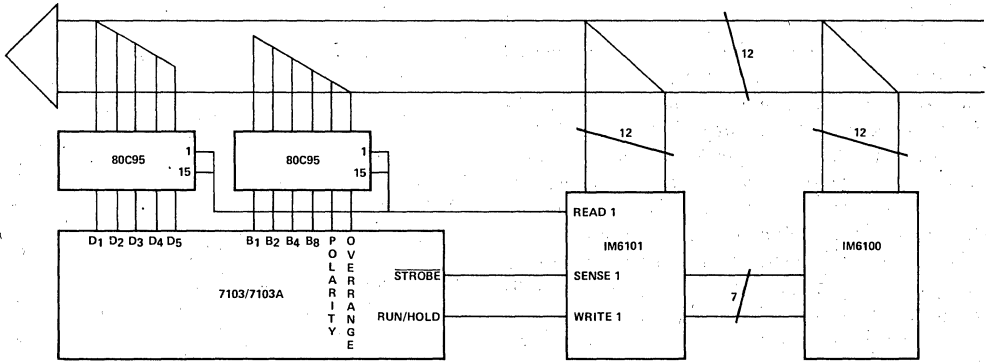 12
12
12
80C95
1
15
80C95
1
15
READ 1
IM6101
IM6100
D1 D2 D3 D4 D5
B1 B2 B4 B8
POLARITY
OVERRANGE
STROBE
SENSE 1
7
7103/7103A
RUN/HOLD
WRITE 1